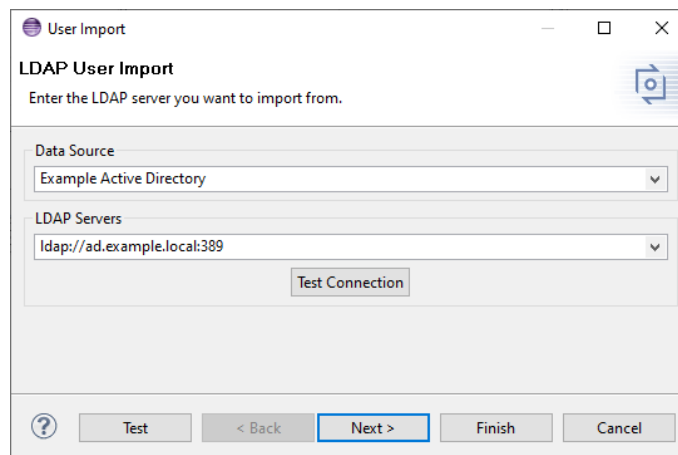 User Import
LDAP User Import
Enter the LDAP server you want to import from.
Data Source
Example Active Directory
LDAP Servers
ldap://ad.example.local:389
Test Connection
? Test < Back Next > Finish Cancel